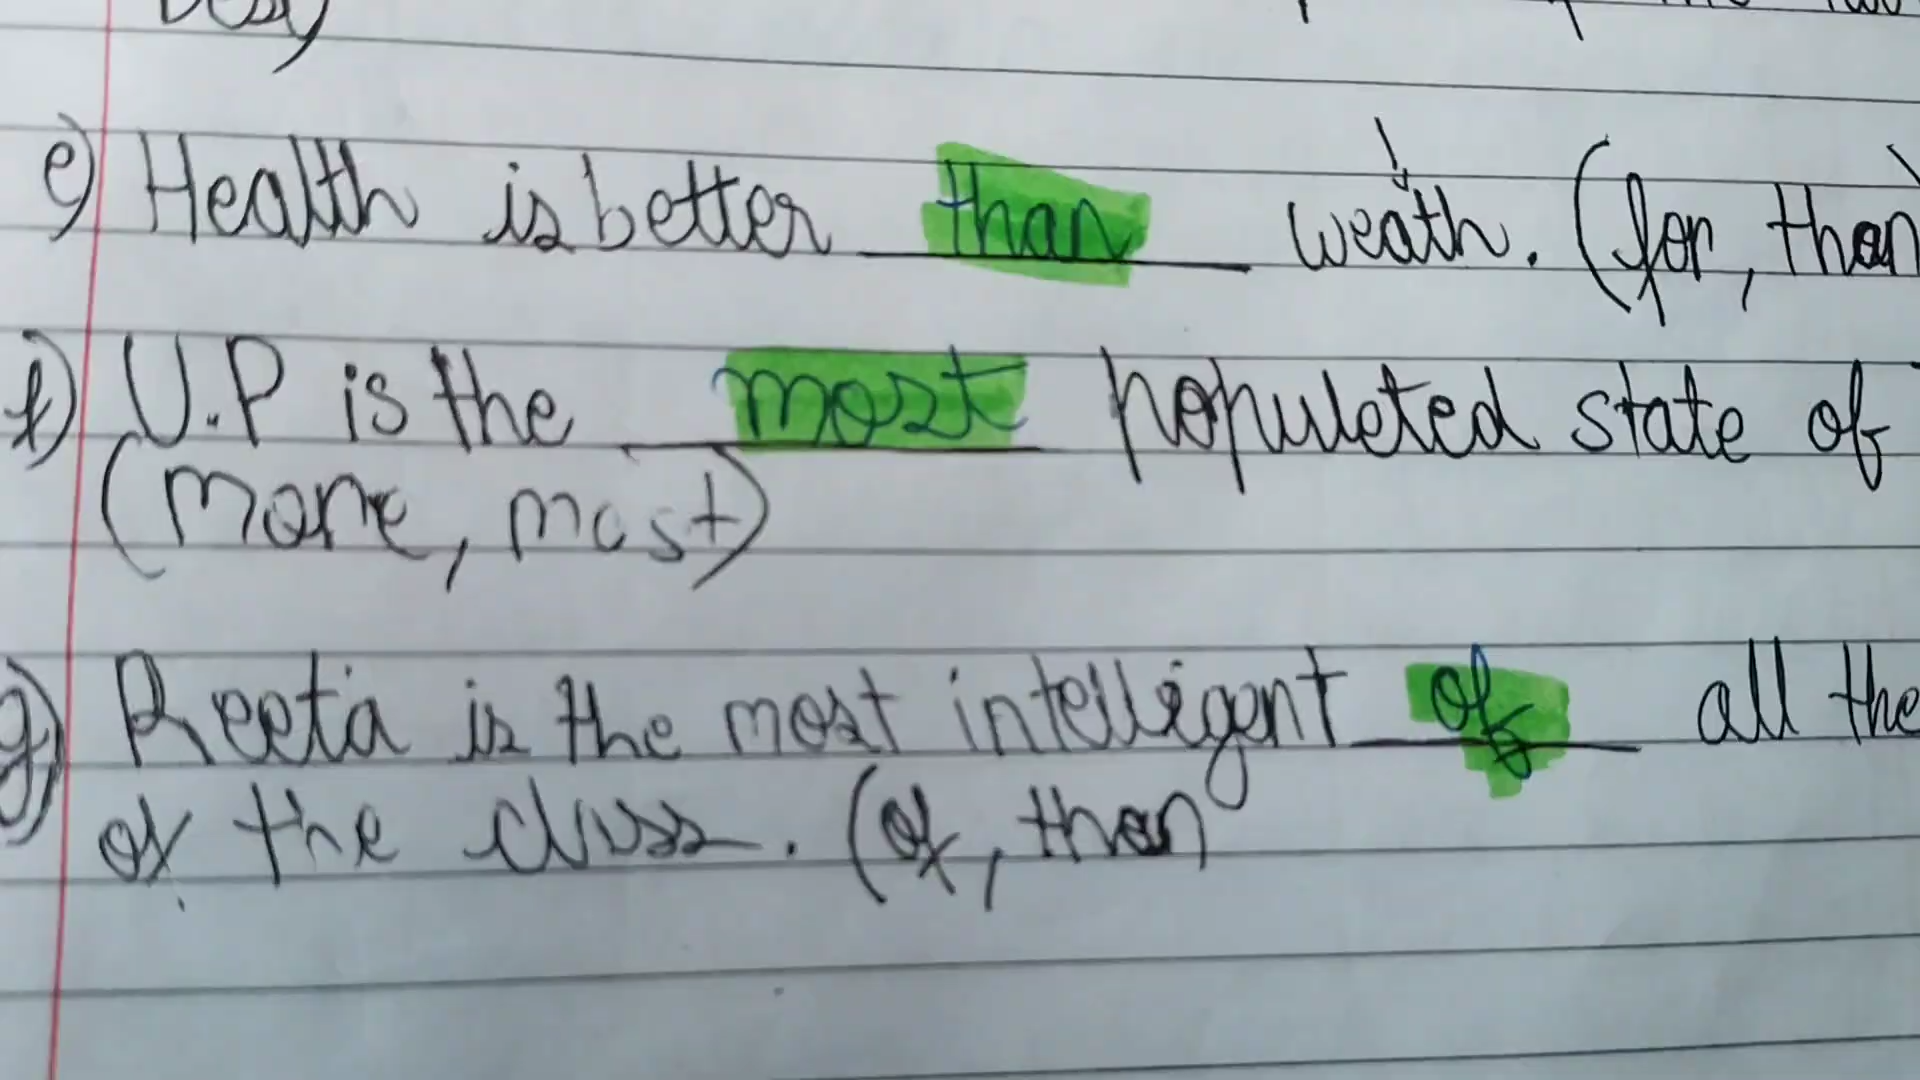 e) Health is better than weath. (for, than)
f) U.P is the most populeted state of
(more, most)
g) Reeta is the most intelligent of all the
of the class. (of, than